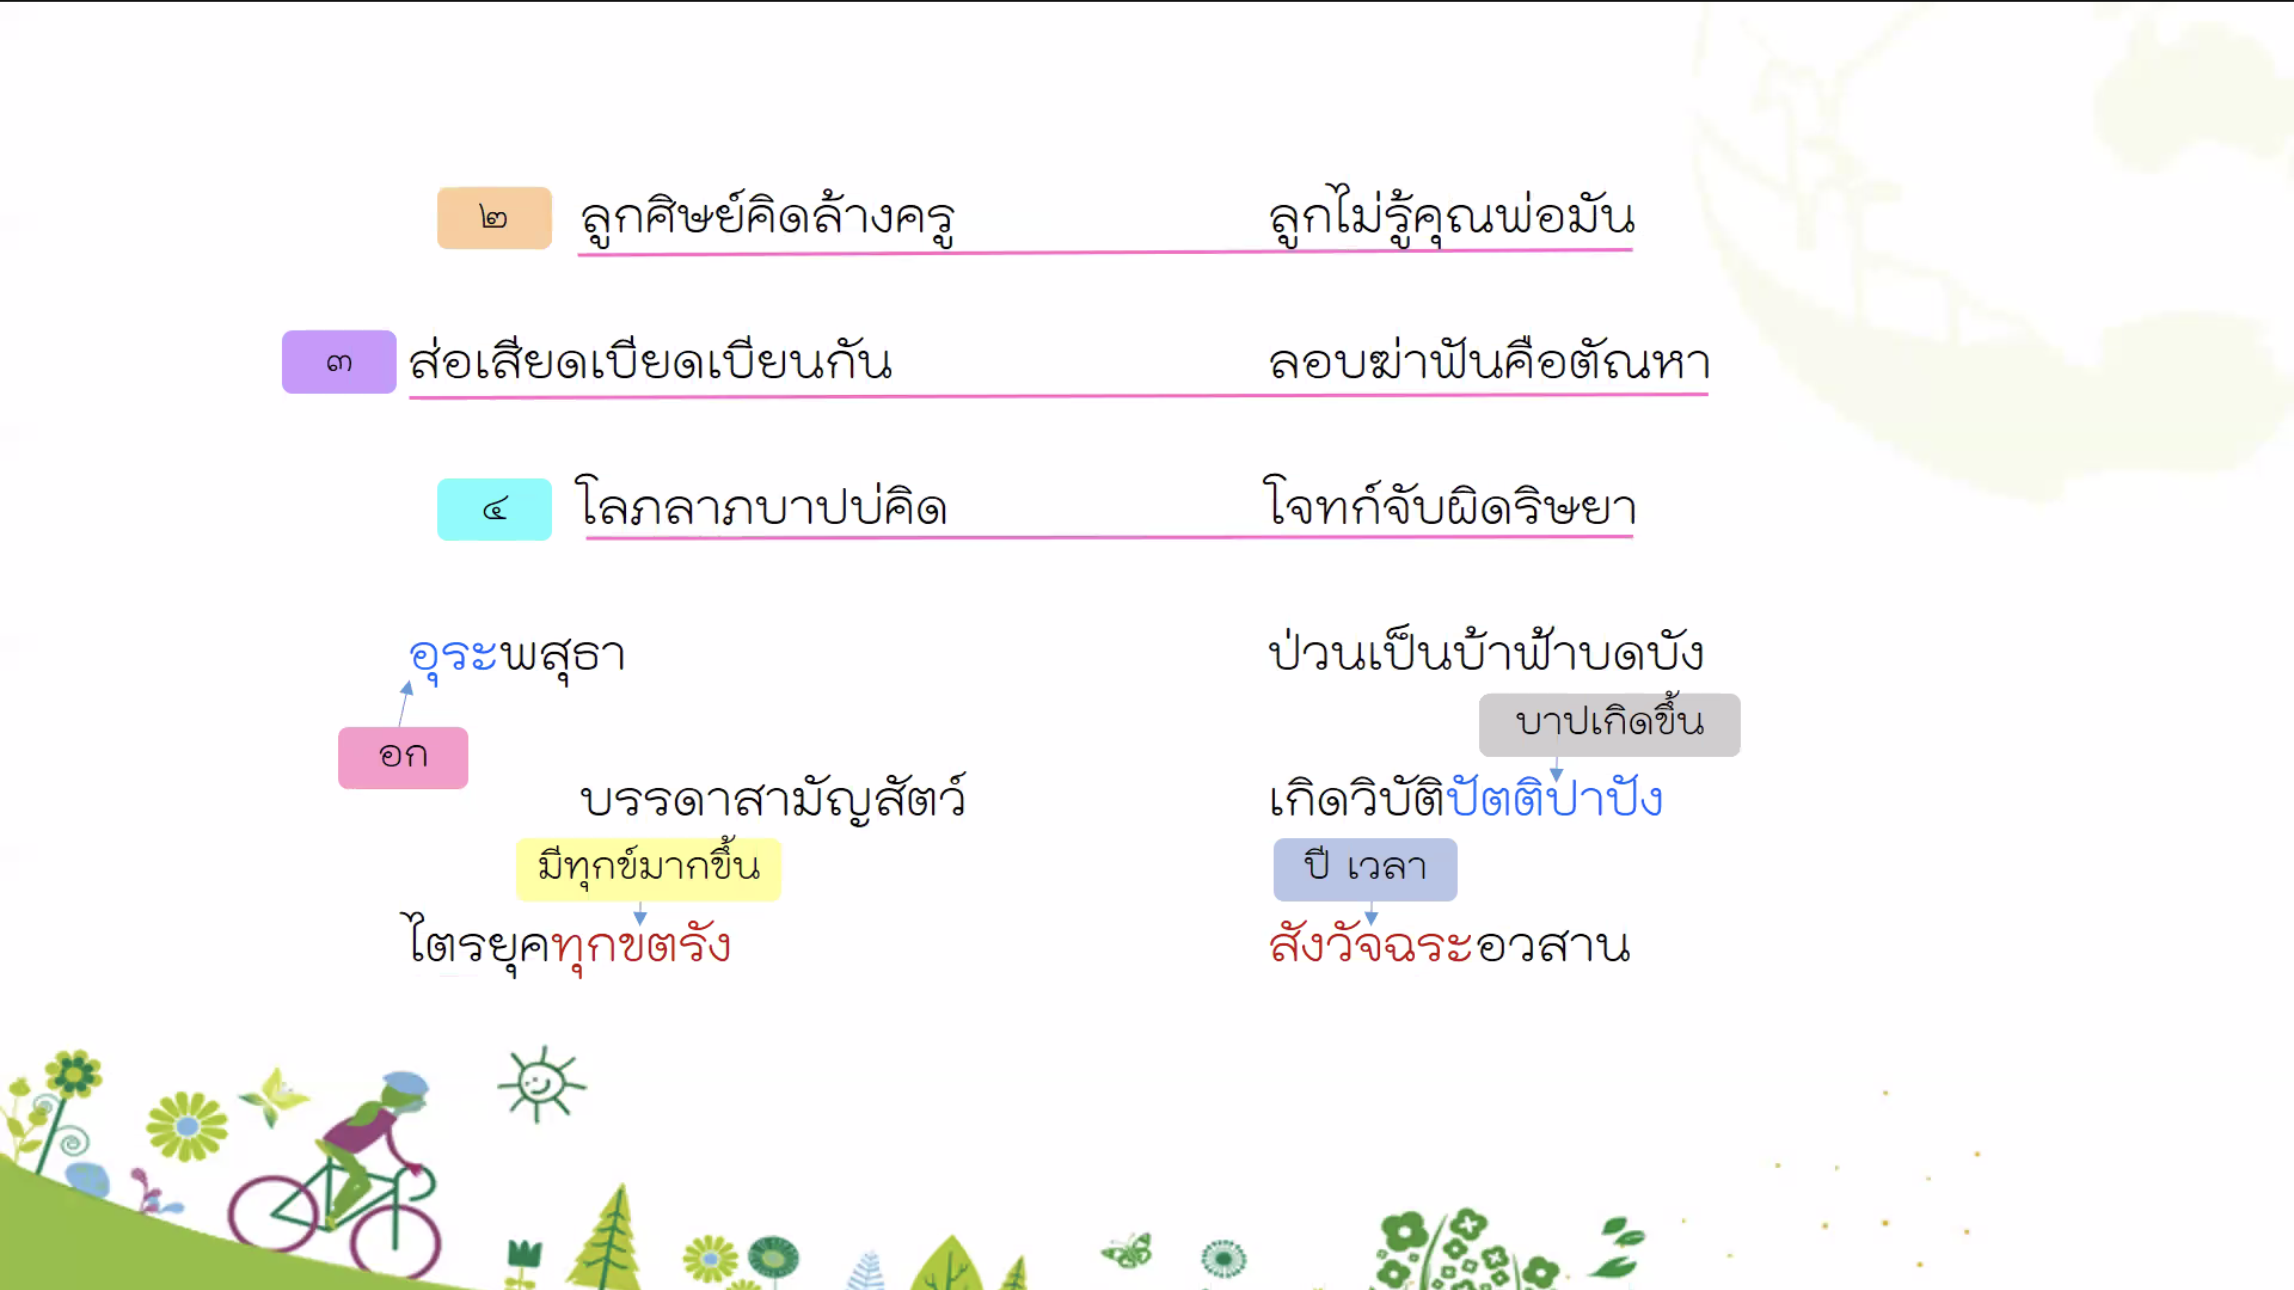 ๒ ลูกศิษย์คิดล้างครู ลูกไม่รู้คุณพ่อมัน
๓ ส่อเสียดเบียดเบียนกัน ลอบฆ่าฟันคือตัณหา
๔ โลภลาภบาปบ่คิด โจทก์จับผิดริษยา
อุระพสุธา ป่วนเป็นบ้าฟ้าบดบัง
อก บาปเกิดขึ้น
บรรดาสามัญสัตว์ เกิดวิบัติปัตติปาปัง
มีทุกข์มากขึ้น ปี เวลา
ไตรยุคทุกขตรัง สังวัจฉระอวสาน